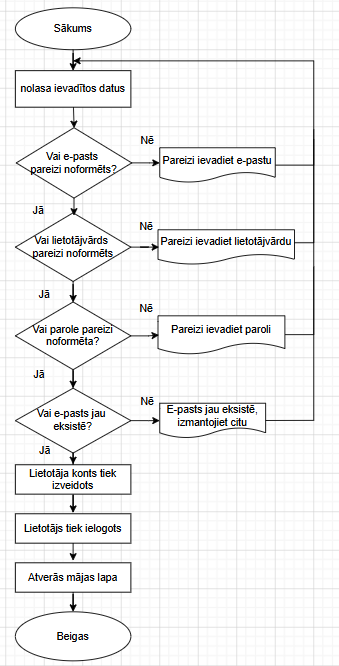 Sākums
nolasa ievadītos datus
Vai e-pasts
pareizi noformēts?
Nē
Pareizi ievadiet e-pastu
Jā
Vai lietotājvārds
pareizi noformēts
Nē
Pareizi ievadiet lietotājvārdu
Jā
Vai parole pareizi
noformēta?
Nē
Pareizi ievadiet paroli
Jā
Vai e-pasts jau
eksistē?
Nē
E-pasts jau eksistē,
izmantojiet citu
Jā
Lietotāja konts tiek
izveidots
Lietotājs tiek ielogots
Atverās mājas lapa
Beigas